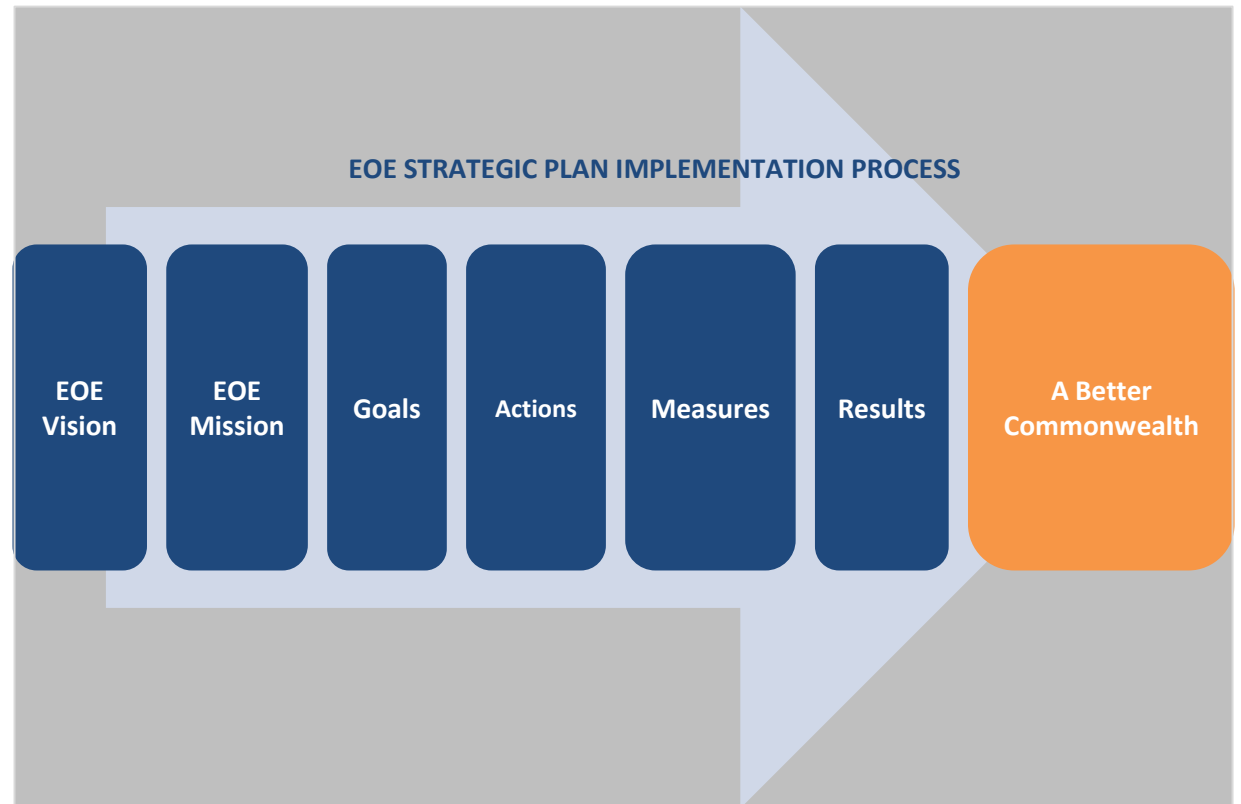 EOE STRATEGIC PLAN IMPLEMENTATION PROCESS
EOE
Vision
EOE
Mission
Goals
Actions
Measures
Results
A Better
Commonwealth